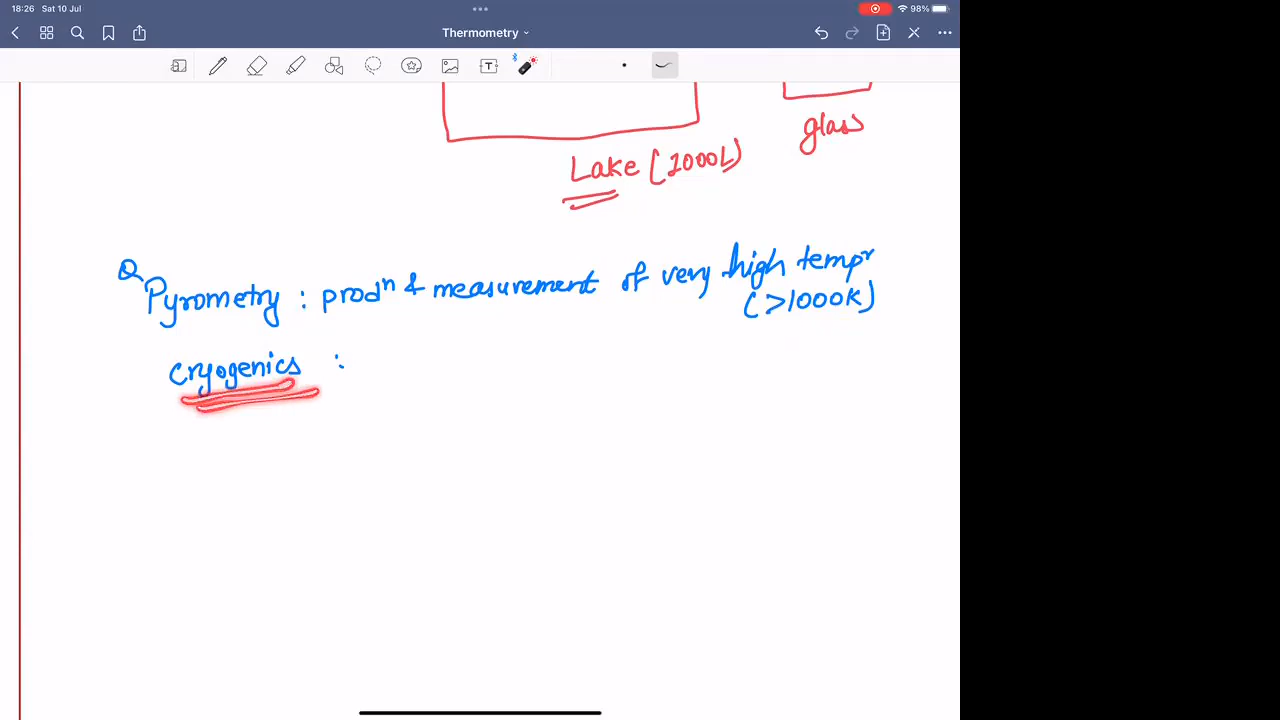 18:26 Sat 10 Jul
98%
Thermometry
glass
Lake (1000L)
Q
Pyrometry : prodⁿ & measurement of very high tempʳ
(>1000K)
Cryogenics :